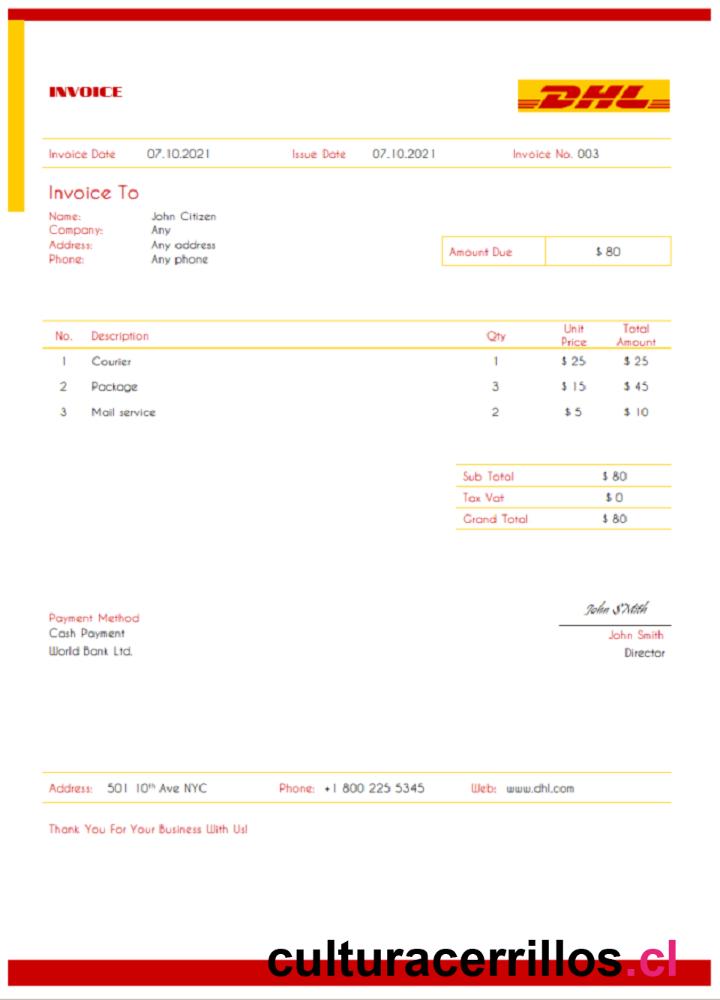 INVOICE
DHL
Invoice Date 07.10.2021 Issue Date 07.10.2021 Invoice No. 003
Invoice To
Name: John Citizen
Company: Any
Address: Any address
Phone: Any phone
Amount Due $ 80
No. Description Qty Unit Price Total Amount
1 Courier 1 $ 25 $ 25
2 Package 3 $ 15 $ 45
3 Mail service 2 $ 5 $ 10
Sub Total $ 80
Tax Vat $ 0
Grand Total $ 80
John SMith
Payment Method
John Smith
Cash Payment
Director
World Bank Ltd.
Address: 501 10th Ave NYC Phone: +1 800 225 5345 Web: www.dhl.com
Thank You For Your Business With Us!
culturacerrillos.cl